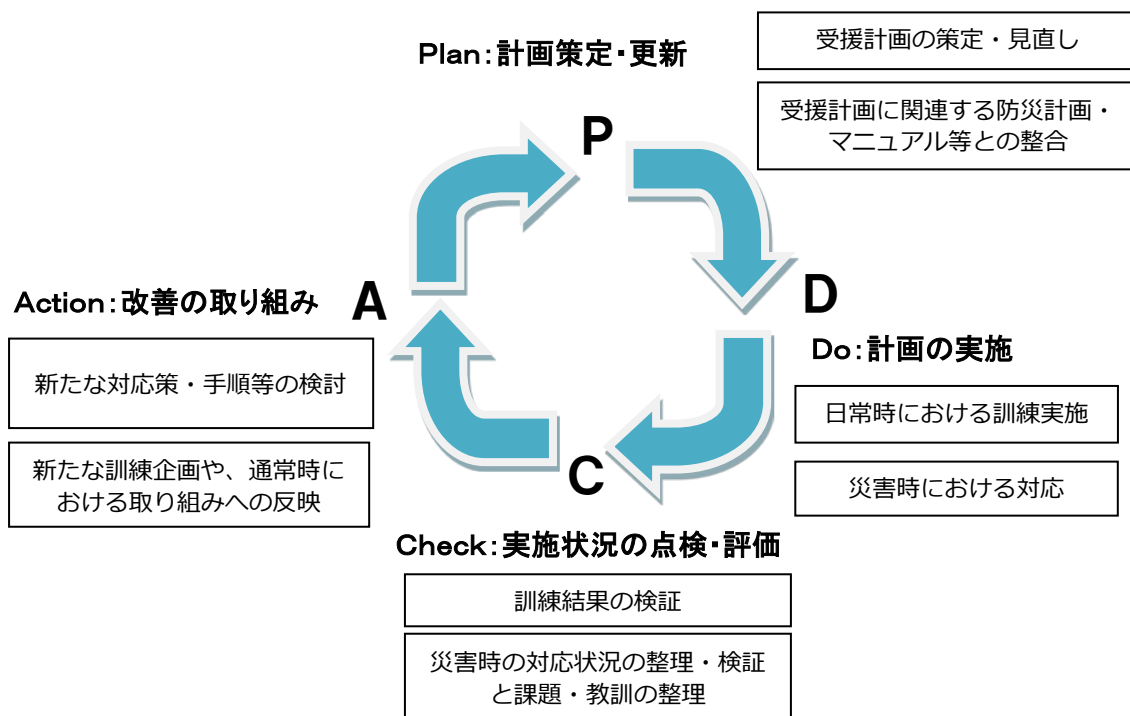 Plan:計画策定・更新
受援計画の策定・見直し
受援計画に関連する防災計画・
マニュアル等との整合
P
D
Do:計画の実施
日常時における訓練実施
災害時における対応
C
Check:実施状況の点検・評価
訓練結果の検証
災害時の対応状況の整理・検証
と課題・教訓の整理
A
Action:改善の取り組み
新たな対応策・手順等の検討
新たな訓練企画や、通常時に
おける取り組みへの反映